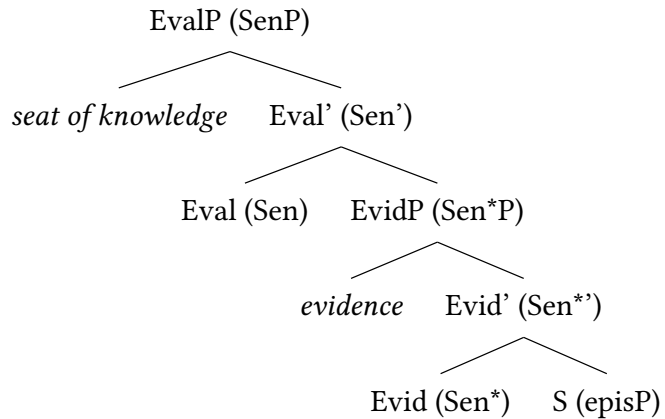 EvalP (SenP)
seat of knowledge Eval’ (Sen’)
Eval (Sen) EvidP (Sen*P)
evidence Evid’ (Sen*’)
Evid (Sen*) S (episP)